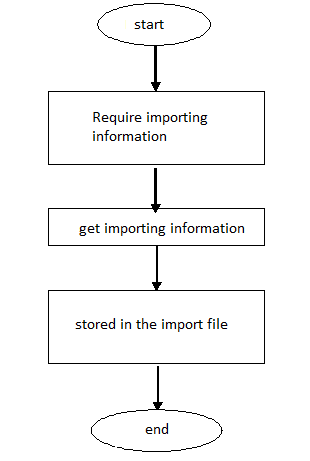 start
Require importing
information
get importing information
stored in the import file
end